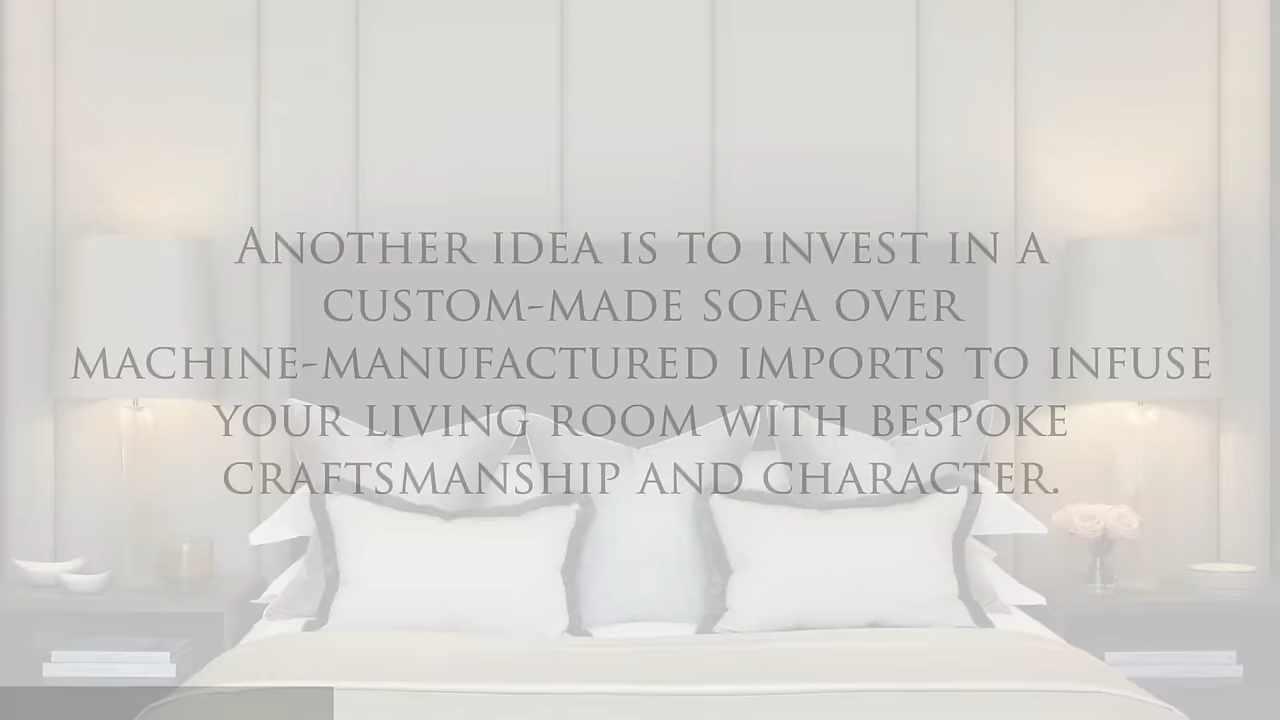 Another idea is to invest in a
custom-made sofa over
machine-manufactured imports to infuse
your living room with bespoke
craftsmanship and character.